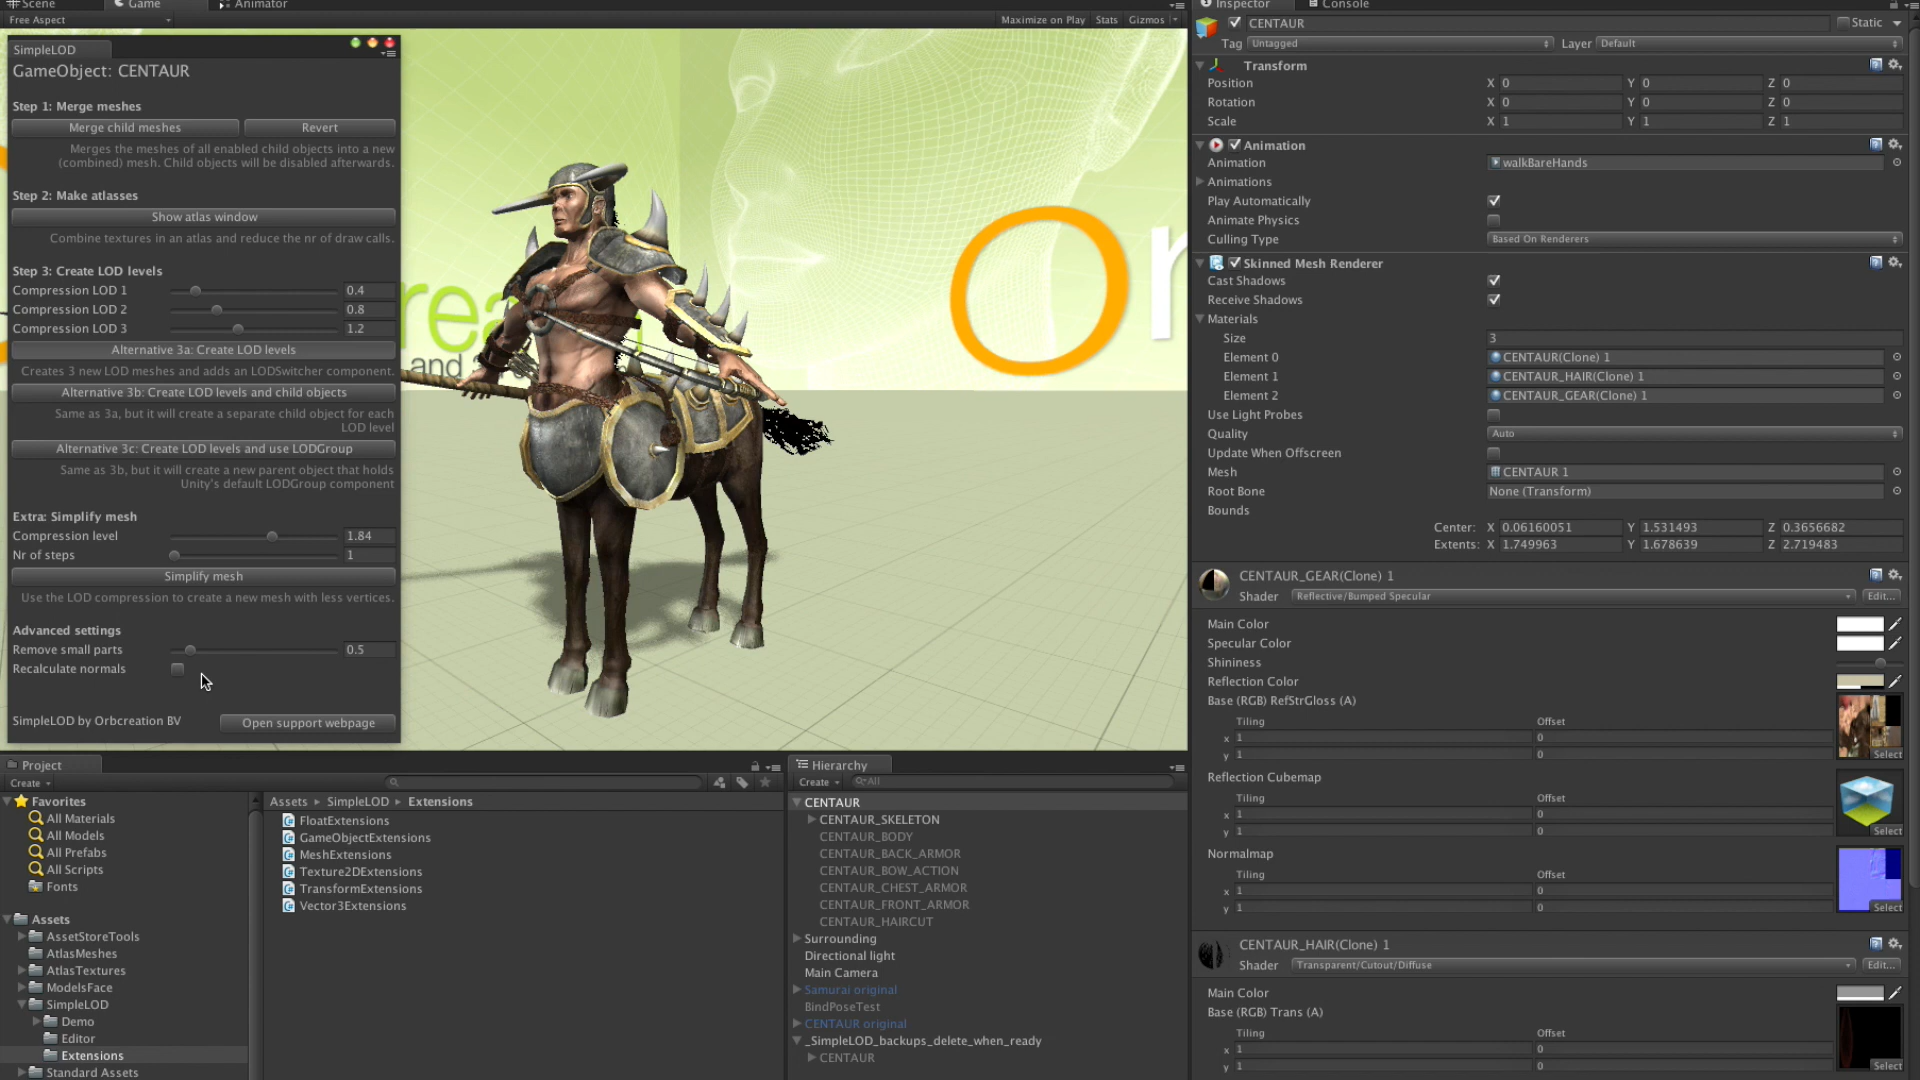 Scene
Game
Animator
Free Aspect
Maximize on Play
Stats
Gizmos
SimpleLOD
GameObject: CENTAUR
Step 1: Merge meshes
Merge child meshes
Revert
Merges the meshes of all enabled child objects into a new
(combined) mesh. Child objects will be disabled afterwards.
Step 2: Make atlasses
Show atlas window
Combine textures in an atlas and reduce the nr of draw calls.
Step 3: Create LOD levels
Compression LOD 1 0.4
Compression LOD 2 0.8
Compression LOD 3 1.2
Alternative 3a: Create LOD levels
Creates 3 new LOD meshes and adds an LODSwitcher component.
Alternative 3b: Create LOD levels and child objects
Same as 3a, but it will create a separate child object for each
LOD level
Alternative 3c: Create LOD levels and use LODGroup
Same as 3b, but it will create a new parent object that holds
Unity's default LODGroup component
Extra: Simplify mesh
Compression level 1.84
Nr of steps 1
Simplify mesh
Use the LOD compression to create a new mesh with less vertices.
Advanced settings
Remove small parts 0.5
Recalculate normals
SimpleLOD by Orbcreation BV
Open support webpage
and 3
Project
Create
Favorites
All Materials
All Models
All Prefabs
All Scripts
Fonts
Assets
AssetStoreTools
AtlasMeshes
AtlasTextures
ModelsFace
SimpleLOD
Demo
Editor
Extensions
Standard Assets
Assets ▸ SimpleLOD ▸ Extensions
FloatExtensions
GameObjectExtensions
MeshExtensions
Texture2DExtensions
TransformExtensions
Vector3Extensions
Hierarchy
Create
All
CENTAUR
CENTAUR_SKELETON
CENTAUR_BODY
CENTAUR_BACK_ARMOR
CENTAUR_BOW_ACTION
CENTAUR_CHEST_ARMOR
CENTAUR_FRONT_ARMOR
CENTAUR_HAIRCUT
Surrounding
Directional light
Main Camera
Samurai original
BindPoseTest
CENTAUR original
_SimpleLOD_backups_delete_when_ready
CENTAUR
Inspector
Console
CENTAUR
Static
Tag Untagged
Layer Default
Transform
Position X 0 Y 0 Z 0
Rotation X 0 Y 0 Z 0
Scale X 1 Y 1 Z 1
Animation
Animation walkBareHands
Animations
Play Automatically
Animate Physics
Culling Type Based On Renderers
Skinned Mesh Renderer
Cast Shadows
Receive Shadows
Materials
Size 3
Element 0 CENTAUR(Clone) 1
Element 1 CENTAUR_HAIR(Clone) 1
Element 2 CENTAUR_GEAR(Clone) 1
Use Light Probes
Quality Auto
Update When Offscreen
Mesh CENTAUR 1
Root Bone None (Transform)
Bounds
Center: X 0.06160051 Y 1.531493 Z 0.3656682
Extents: X 1.749963 Y 1.678639 Z 2.719483
CENTAUR_GEAR(Clone) 1
Shader Reflective/Bumped Specular Edit...
Main Color
Specular Color
Shininess
Reflection Color
Base (RGB) RefStrGloss (A)
Tiling Offset
x 1 0
y 1 0
Select
Reflection Cubemap
Tiling Offset
x 1 0
y 1 0
Select
Normalmap
Tiling Offset
x 1 0
y 1 0
Select
CENTAUR_HAIR(Clone) 1
Shader Transparent/Cutout/Diffuse Edit...
Main Color
Base (RGB) Trans (A)
Tiling Offset
x 1 0
y 1 0
Select